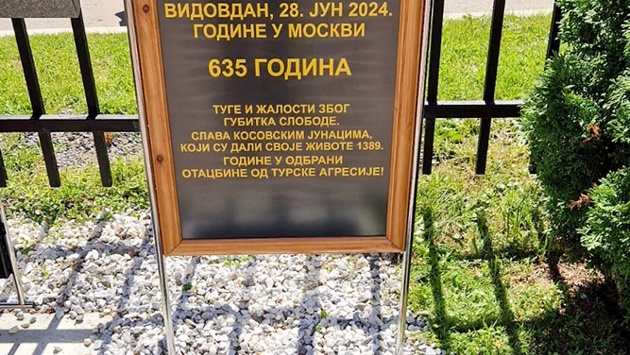 ВИДОВДАН, 28. ЈУН 2024.
ГОДИНЕ У МОСКВИ
635 ГОДИНА
ТУГЕ И ЖАЛОСТИ ЗБОГ
ГУБИТКА СЛОБОДЕ.
СЛАВА КОСОВСКИМ ЈУНАЦИМА,
КОЈИ СУ ДАЛИ СВОЈЕ ЖИВОТЕ 1389.
ГОДИНЕ У ОДБРАНИ
ОТАЦБИНЕ ОД ТУРСКЕ АГРЕСИЈЕ!